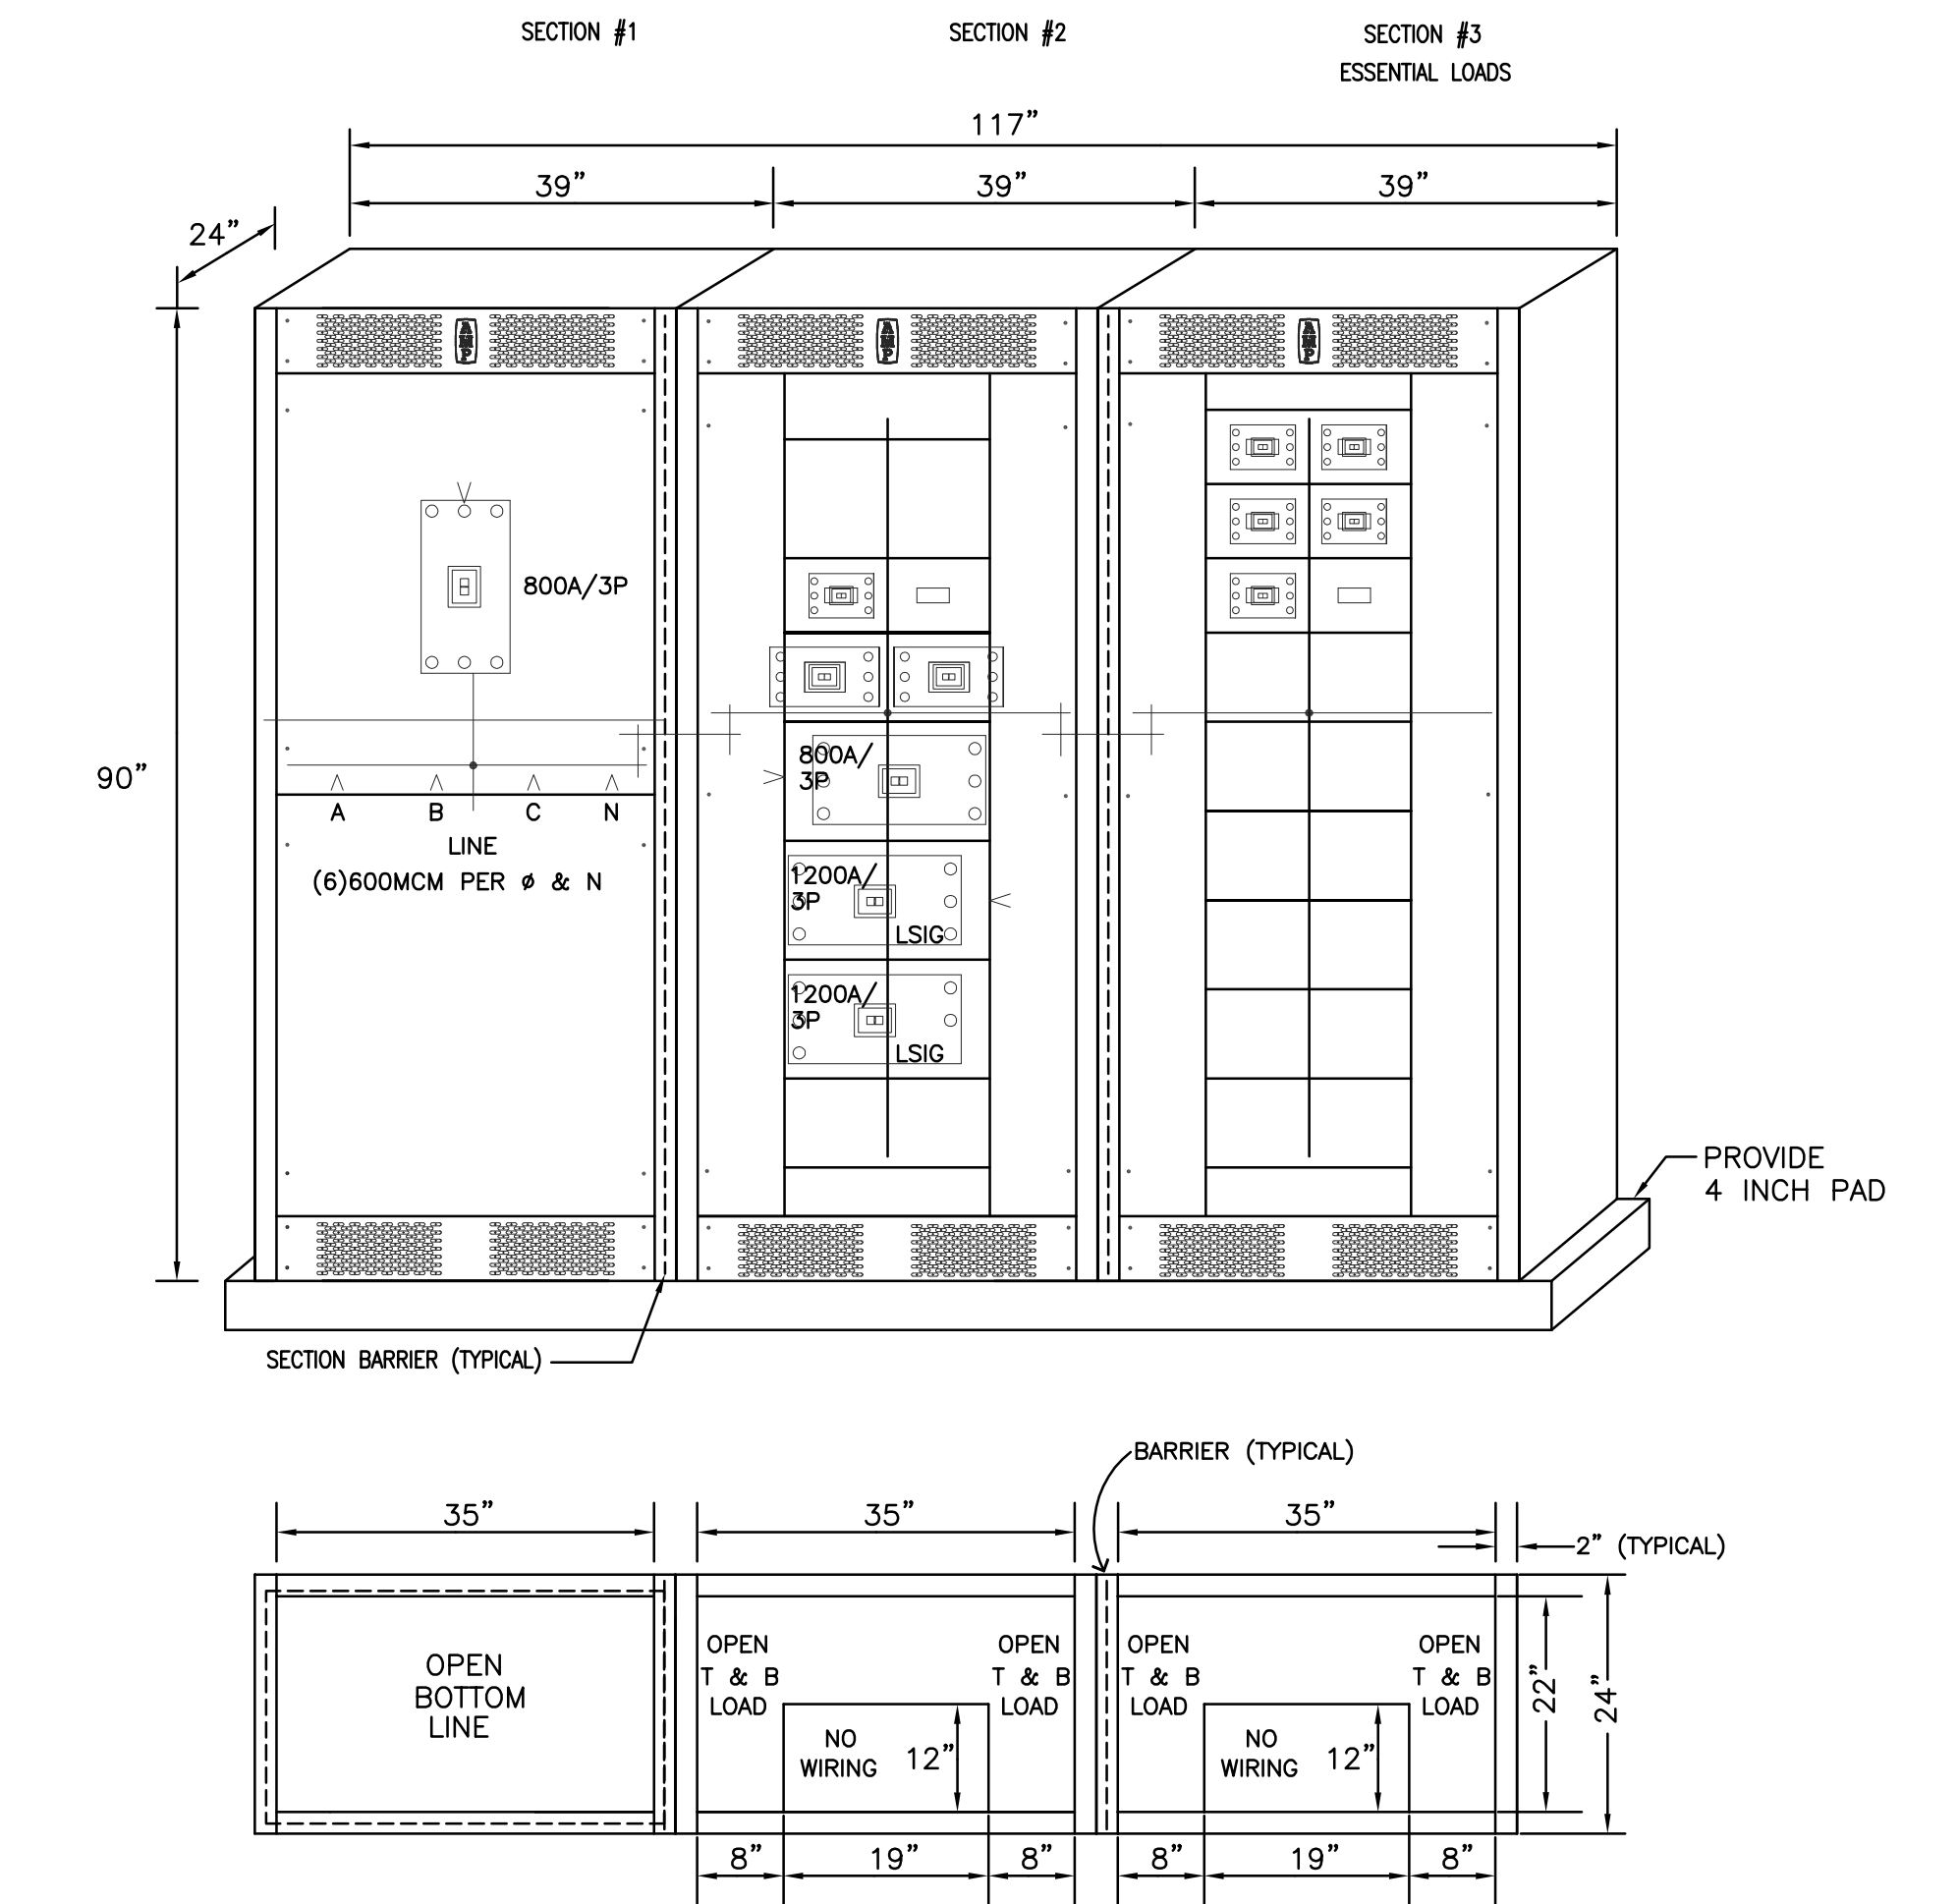 SECTION #1
SECTION #2
SECTION #3
ESSENTIAL LOADS
117”
39”
39”
39”
24”
AMP
AMP
AMP
800A/3P
90”
800A/
3P
A
B
C
N
LINE
(6)600MCM PER ø & N
1200A/
3P
LSIG
1200A/
3P
LSIG
PROVIDE
4 INCH PAD
SECTION BARRIER (TYPICAL)
BARRIER (TYPICAL)
35”
35”
35”
2” (TYPICAL)
OPEN
BOTTOM
LINE
OPEN
T & B
LOAD
OPEN
T & B
LOAD
OPEN
T & B
LOAD
OPEN
T & B
LOAD
NO
WIRING
12”
NO
WIRING
12”
22”
24”
8”
19”
8”
8”
19”
8”